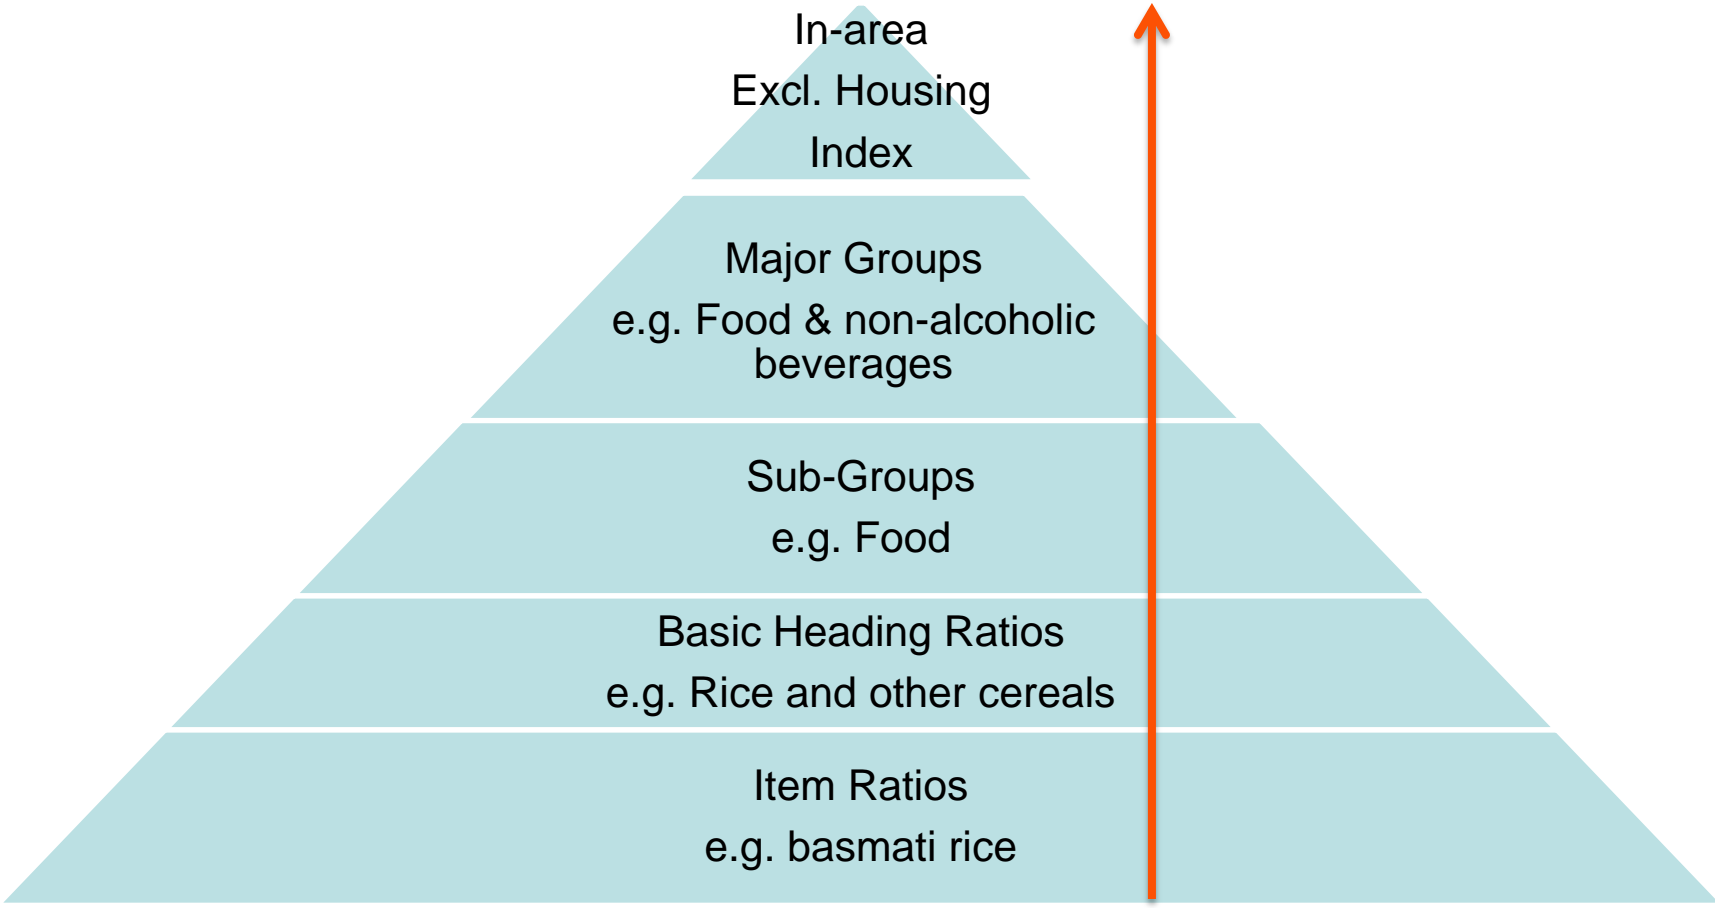 In-area
Excl. Housing
Index
Major Groups
e.g. Food & non-alcoholic
beverages
Sub-Groups
e.g. Food
Basic Heading Ratios
e.g. Rice and other cereals
Item Ratios
e.g. basmati rice